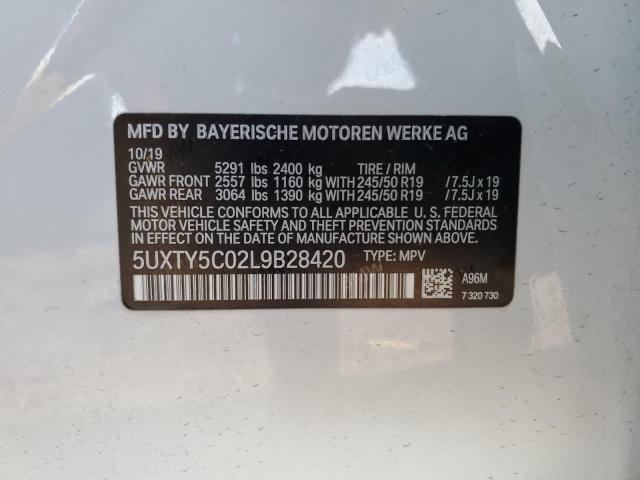 MFD BY BAYERISCHE MOTOREN WERKE AG
10/19
GVWR 5291 lbs 2400 kg TIRE / RIM
GAWR FRONT 2557 lbs 1160 kg WITH 245/50 R19 /7.5J x 19
GAWR REAR 3064 lbs 1390 kg WITH 245/50 R19 /7.5J x 19
THIS VEHICLE CONFORMS TO ALL APPLICABLE U. S. FEDERAL
MOTOR VEHICLE SAFETY, BUMPER, AND THEFT PREVENTION
STANDARDS IN EFFECT ON THE DATE OF MANUFACTURE SHOWN ABOVE.
5UXTY5C02L9B28420 TYPE: MPV
A96M
7 320 730